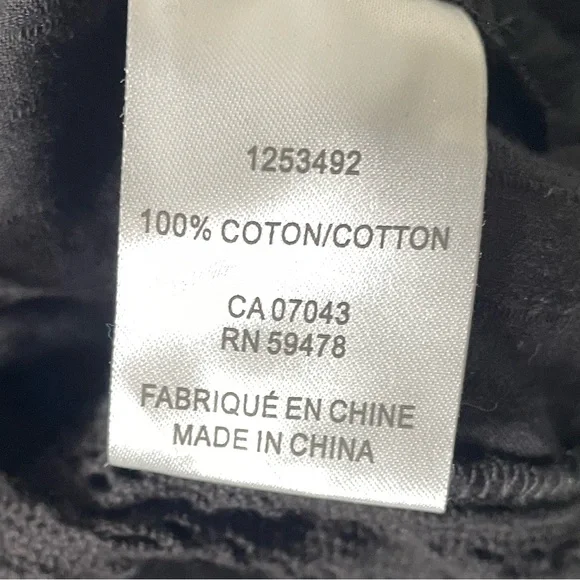 1253492
100% COTON/COTTON
CA 07043
RN 59478
FABRIQUÉ EN CHINE
MADE IN CHINA